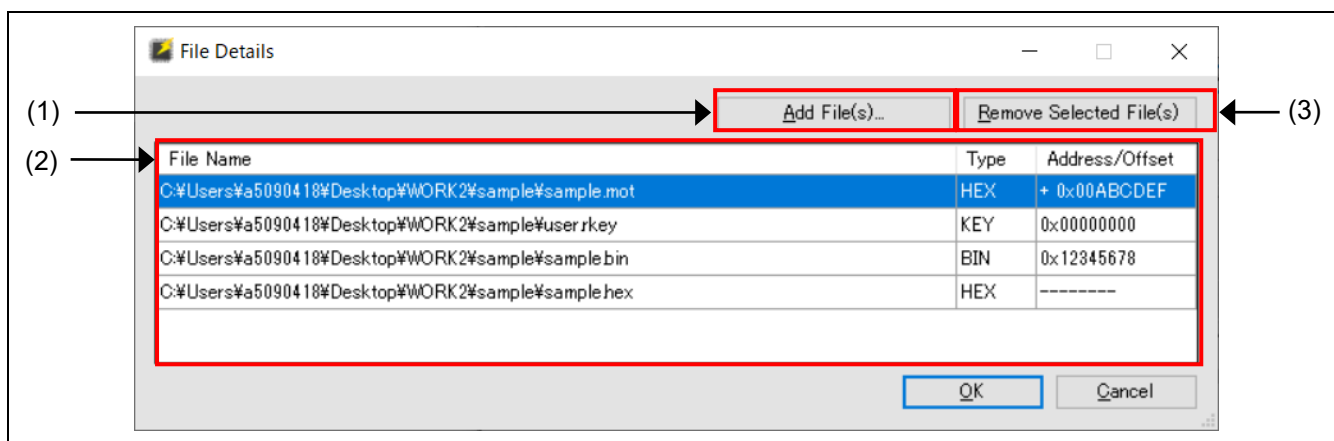 File Details
(1) Add File(s)... Remove Selected File(s) (3)
(2) File Name Type Address/Offset
C:¥Users¥a5090418¥Desktop¥WORK2¥sample¥sample.mot HEX + 0x00ABCDEF
C:¥Users¥a5090418¥Desktop¥WORK2¥sample¥user.rkey KEY 0x00000000
C:¥Users¥a5090418¥Desktop¥WORK2¥sample¥sample.bin BIN 0x12345678
C:¥Users¥a5090418¥Desktop¥WORK2¥sample¥sample.hex HEX --------
OK Cancel